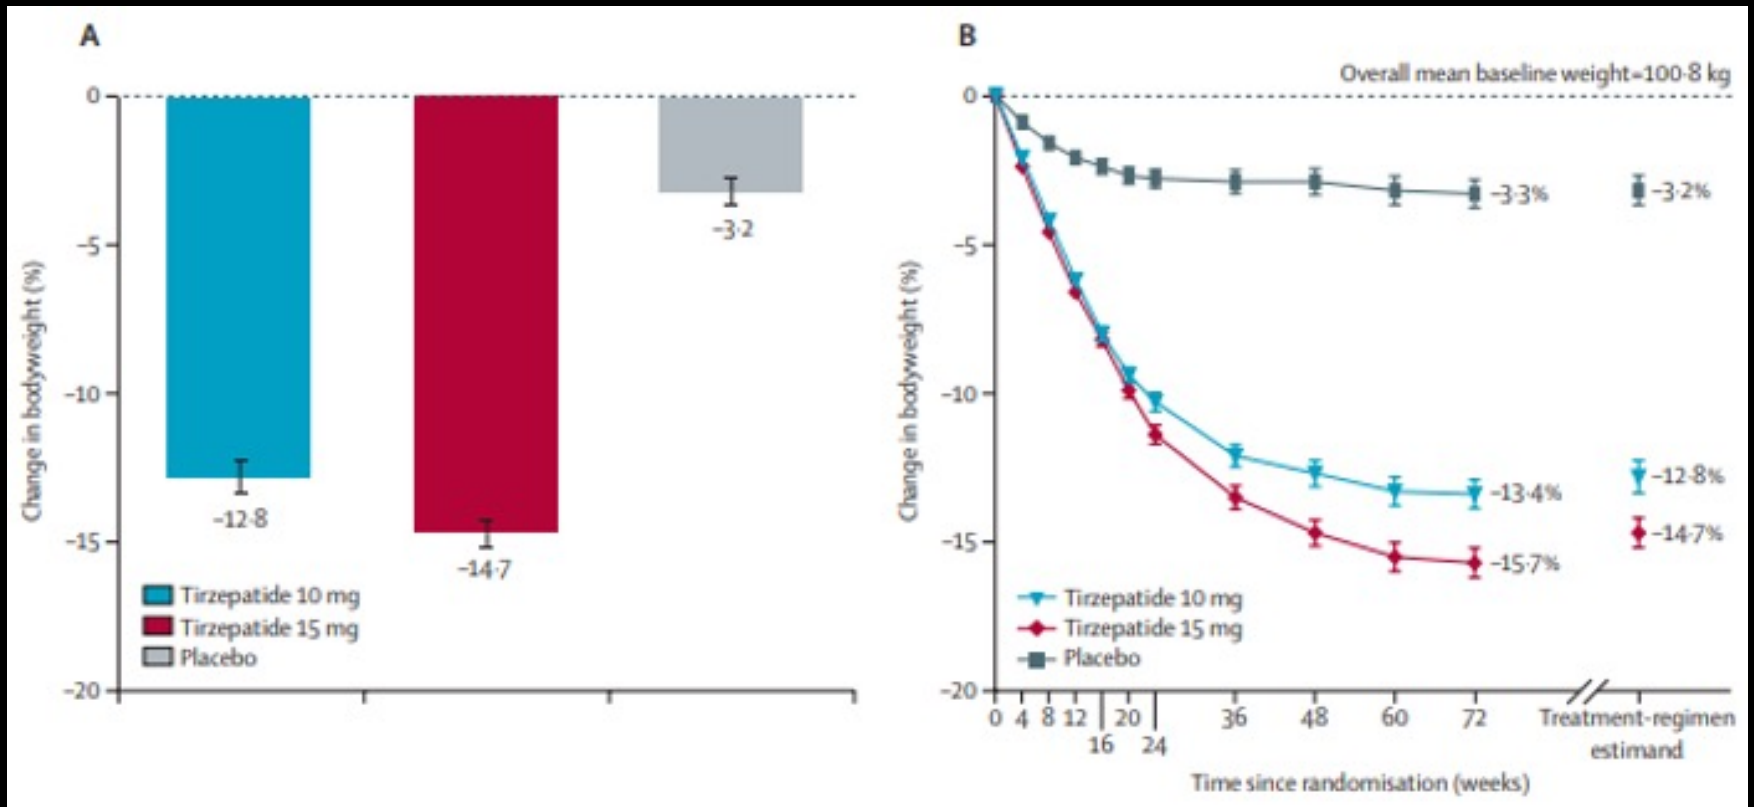 A
0
-5
-10
-15
-20
Change in bodyweight (%)
-12·8
-14·7
-3·2
Tirzepatide 10 mg
Tirzepatide 15 mg
Placebo
B
Overall mean baseline weight=100·8 kg
0
-5
-10
-15
-20
Change in bodyweight (%)
-3·3%
-3·2%
-13·4%
-12·8%
-15·7%
-14·7%
Tirzepatide 10 mg
Tirzepatide 15 mg
Placebo
0 4 8 12 20 36 48 60 72 Treatment-regimen
16 24 estimand
Time since randomisation (weeks)